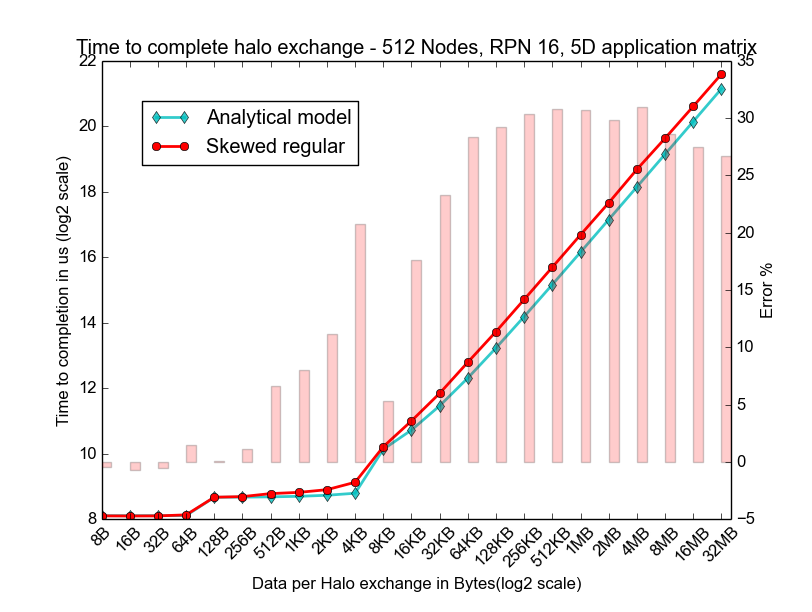 Time to complete halo exchange - 512 Nodes, RPN 16, 5D application matrix
Analytical model
Skewed regular
Time to completion in us (log2 scale)
22
20
18
16
14
12
10
8
35
30
25
20
15
10
5
0
−5
Error %
8B
16B
32B
64B
128B
256B
512B
1KB
2KB
4KB
8KB
16KB
32KB
64KB
128KB
256KB
512KB
1MB
2MB
4MB
8MB
16MB
32MB
Data per Halo exchange in Bytes(log2 scale)